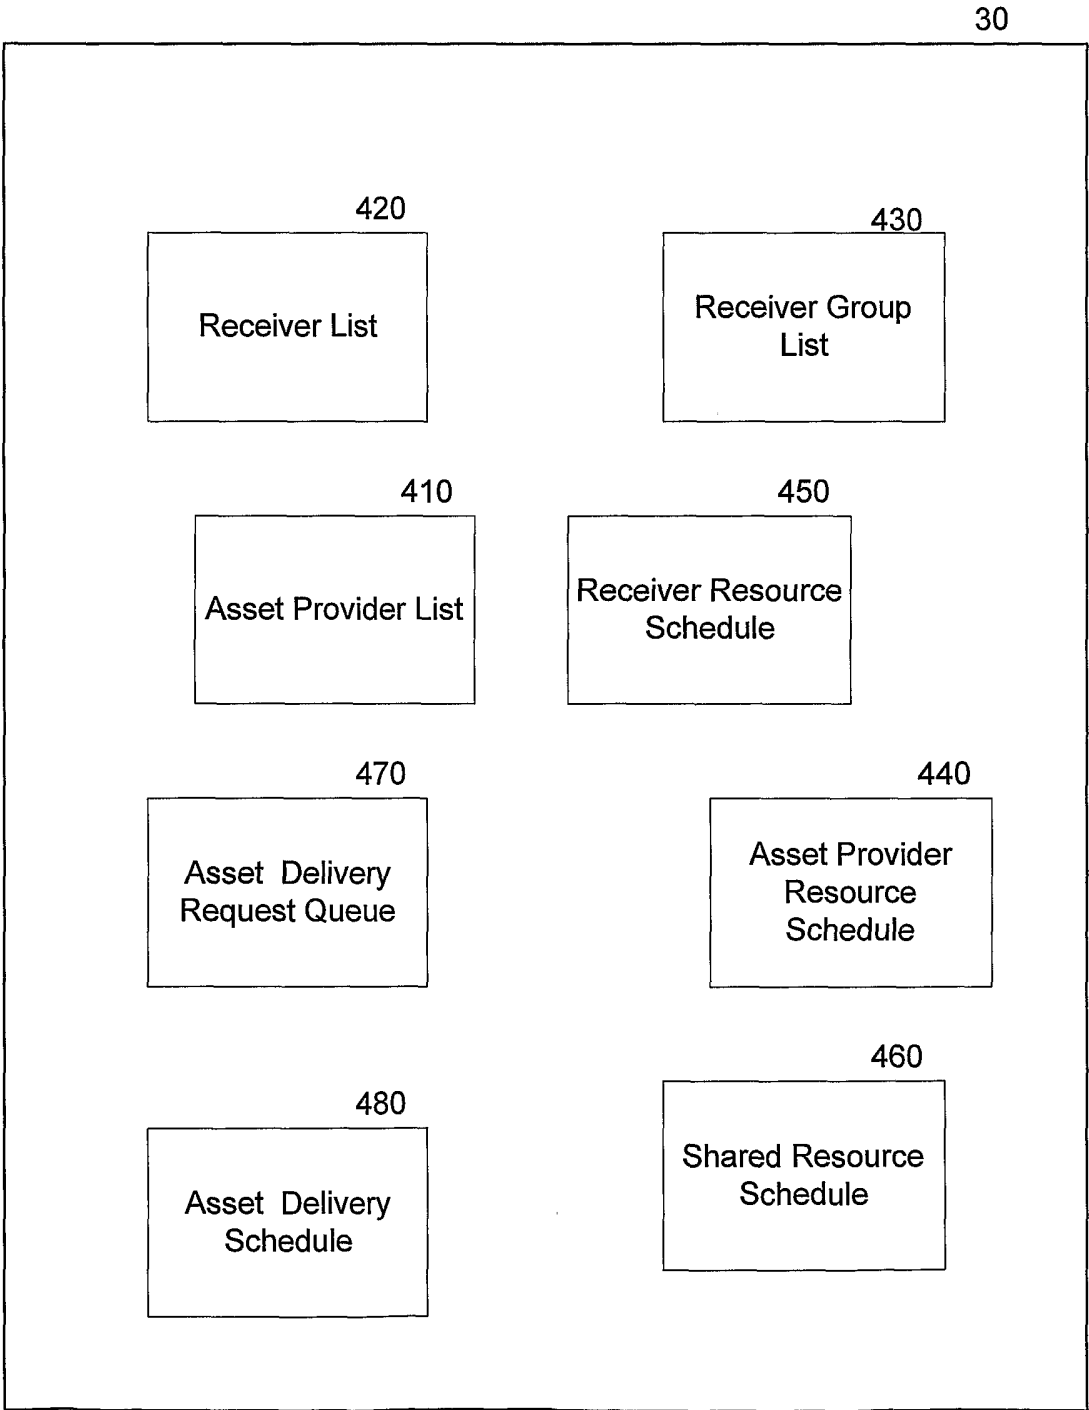 30
420
Receiver List
430
Receiver Group
List
410
Asset Provider List
450
Receiver Resource
Schedule
470
Asset Delivery
Request Queue
440
Asset Provider
Resource
Schedule
480
Asset Delivery
Schedule
460
Shared Resource
Schedule